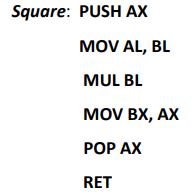 Square: PUSH AX
MOV AL, BL
MUL BL
MOV BX, AX
POP AX
RET